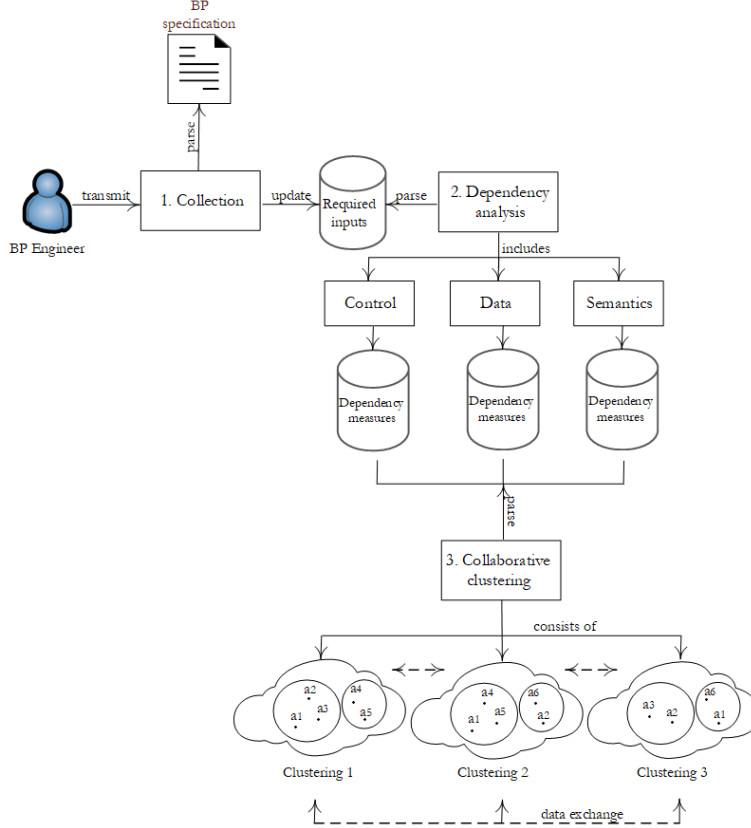 BP
specification
parse
transmit
1. Collection
update
Required
inputs
parse
2. Dependency
analysis
BP Engineer
includes
Control
Data
Semantics
Dependency
measures
Dependency
measures
Dependency
measures
parse
3. Collaborative
clustering
consists of
a2
a1
a3
a4
a5
a4
a1
a5
a6
a2
a3
a2
a6
a1
Clustering 1
Clustering 2
Clustering 3
data exchange